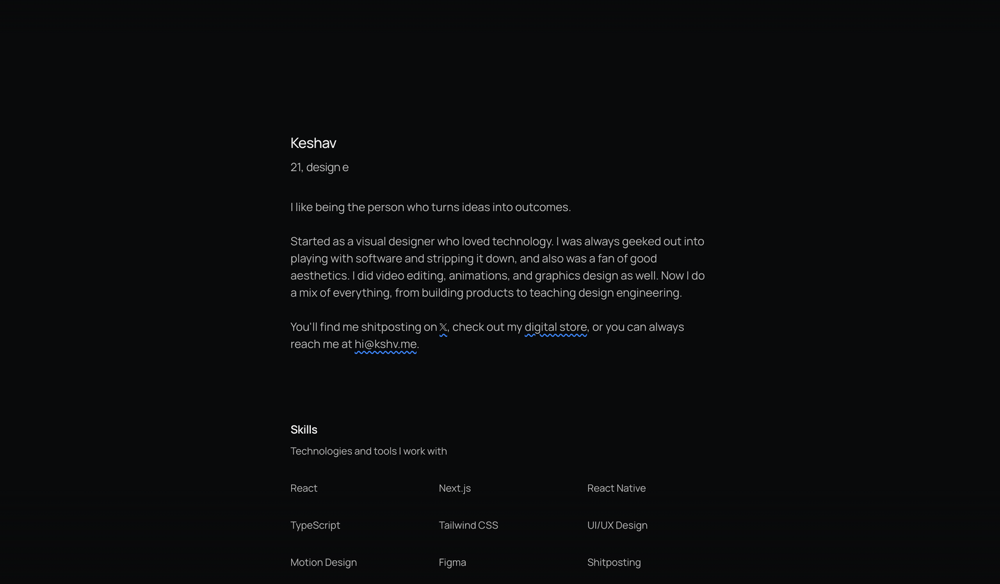 Keshav
21, design e
I like being the person who turns ideas into outcomes.
Started as a visual designer who loved technology. I was always geeked out into
playing with software and stripping it down, and also was a fan of good
aesthetics. I did video editing, animations, and graphics design as well. Now I do
a mix of everything, from building products to teaching design engineering.
You'll find me shitposting on 𝕏, check out my digital store, or you can always
reach me at hi@kshv.me.
Skills
Technologies and tools I work with
React Next.js React Native
TypeScript Tailwind CSS UI/UX Design
Motion Design Figma Shitposting